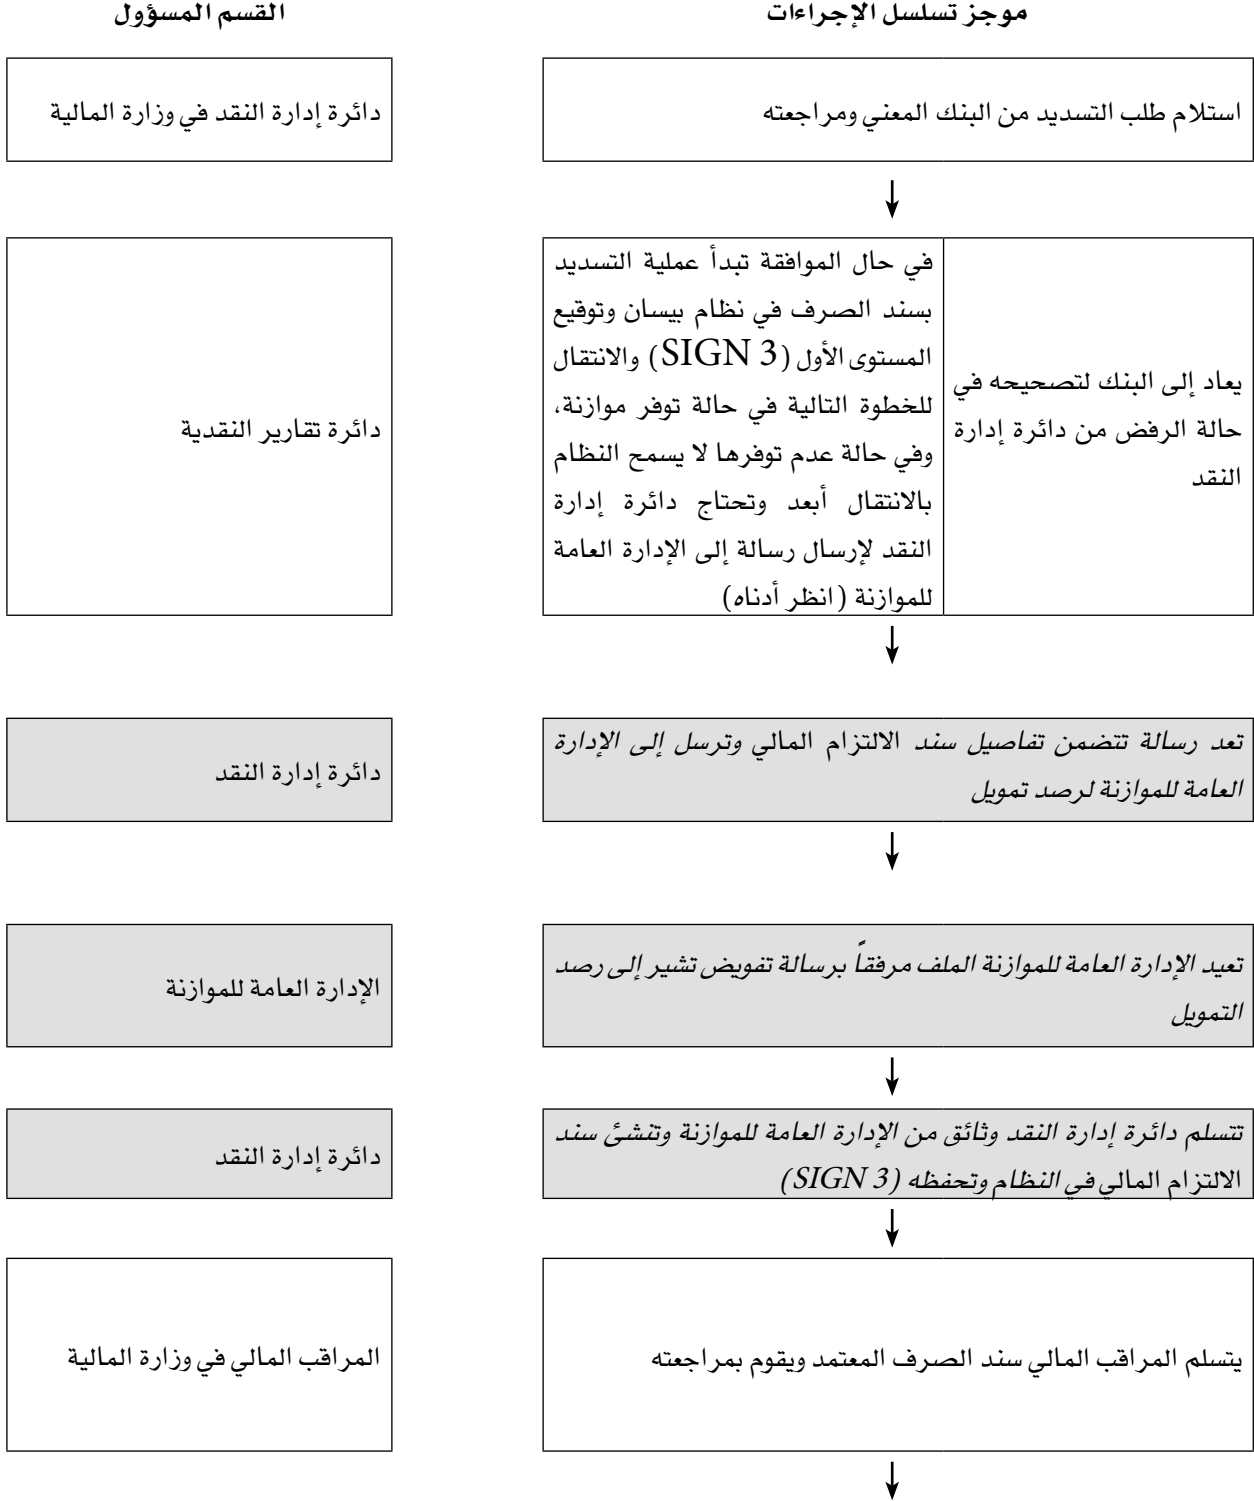 موجز تسلسل الإجراءات
القسم المسؤول
استلام طلب التسديد من البنك المعني ومراجعته
دائرة إدارة النقد في وزارة المالية
يعاد إلى البنك لتصحيحه في
حالة الرفض من دائرة إدارة
النقد
في حال الموافقة تبدأ عملية التسديد
بسند الصرف في نظام بيسان وتوقيع
المستوى الأول (SIGN 3) والانتقال
للخطوة التالية في حالة توفر موازنة،
وفي حالة عدم توفرها لا يسمح النظام
بالانتقال أبعد وتحتاج دائرة إدارة
النقد لإرسال رسالة إلى الإدارة العامة
للموازنة (انظر أدناه)
دائرة تقارير النقدية
تعد رسالة تتضمن تفاصيل سند الالتزام المالي وترسل إلى الإدارة
العامة للموازنة لرصد تمويل
دائرة إدارة النقد
تعيد الإدارة العامة للموازنة الملف مرفقاً برسالة تفويض تشير إلى رصد
التمويل
الإدارة العامة للموازنة
تتسلم دائرة إدارة النقد وثائق من الإدارة العامة للموازنة وتنشئ سند
الالتزام المالي في النظام وتحفظه (SIGN 3)
دائرة إدارة النقد
يتسلم المراقب المالي سند الصرف المعتمد ويقوم بمراجعته
المراقب المالي في وزارة المالية